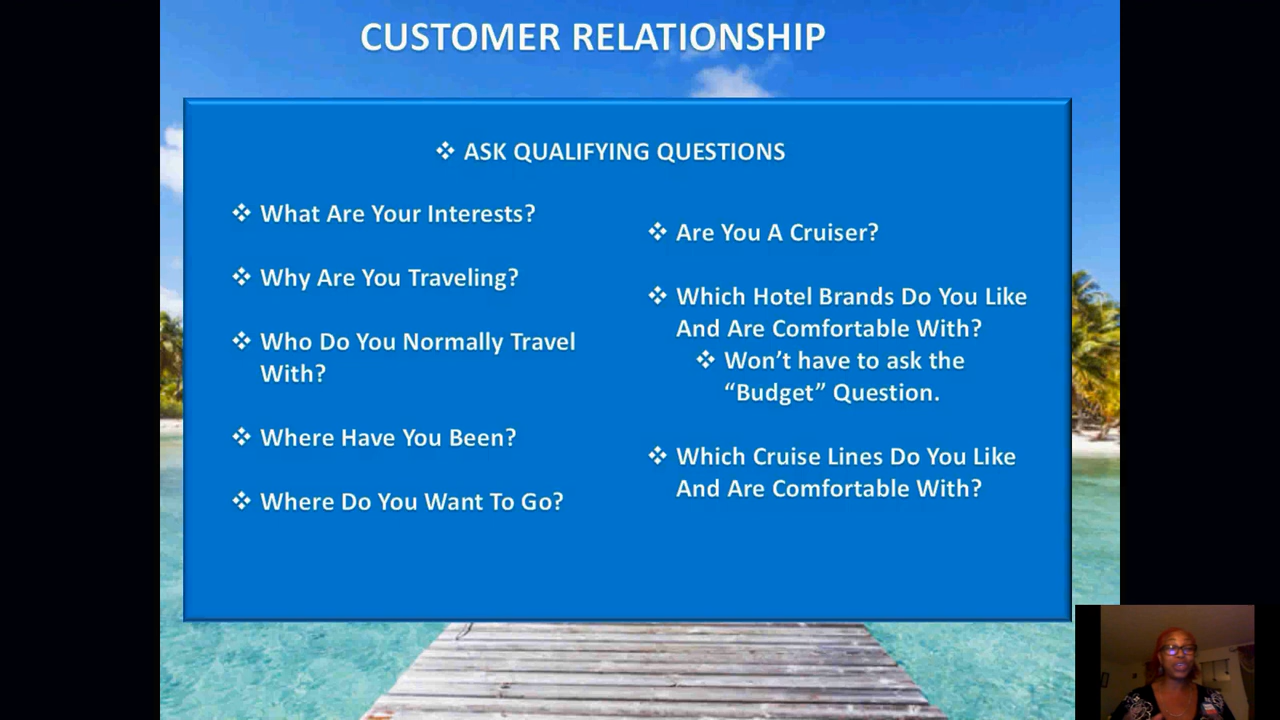 CUSTOMER RELATIONSHIP
❖ ASK QUALIFYING QUESTIONS
❖ What Are Your Interests?
❖ Why Are You Traveling?
❖ Who Do You Normally Travel
With?
❖ Where Have You Been?
❖ Where Do You Want To Go?
❖ Are You A Cruiser?
❖ Which Hotel Brands Do You Like
And Are Comfortable With?
❖ Won’t have to ask the
“Budget” Question.
❖ Which Cruise Lines Do You Like
And Are Comfortable With?